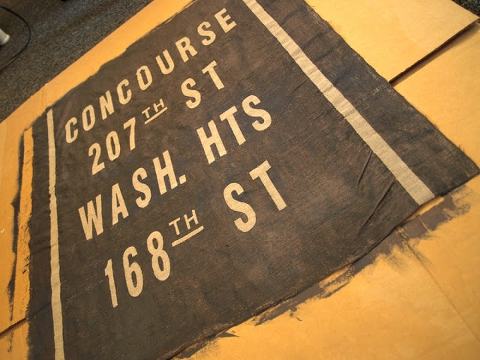 CONCOURSE
207TH ST
WASH. HTS
168TH ST